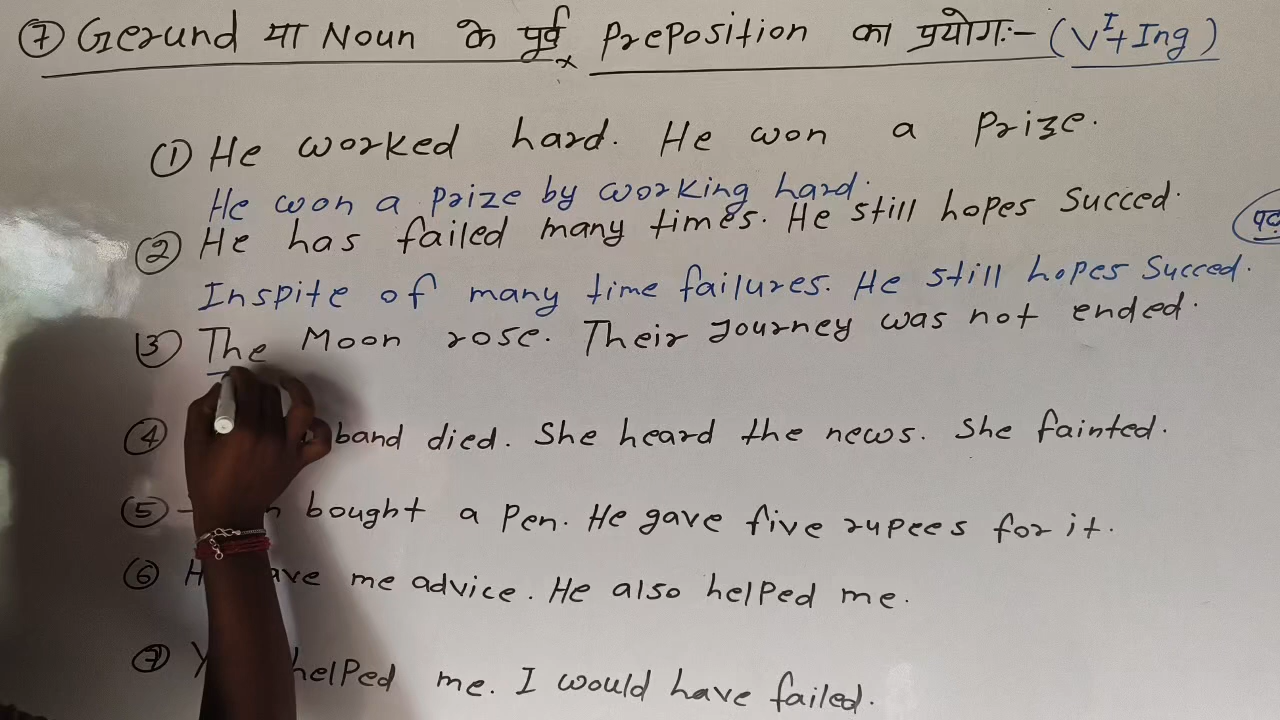 ⑦ Gerund या Noun के पूर्व Preposition का प्रयोगः- (V^I+Ing)
① He worked hard. He won a Prize.
He won a prize by working hard.
② He has failed many times. He still hopes Succed.
Inspite of many time failures. He still hopes Succed.
③ The Moon rose. Their Journey was not ended.
④ band died. She heard the news. She fainted.
⑤ bought a Pen. He gave five rupees for it.
⑥ me advice. He also helped me.
⑦ helped me. I would have failed.